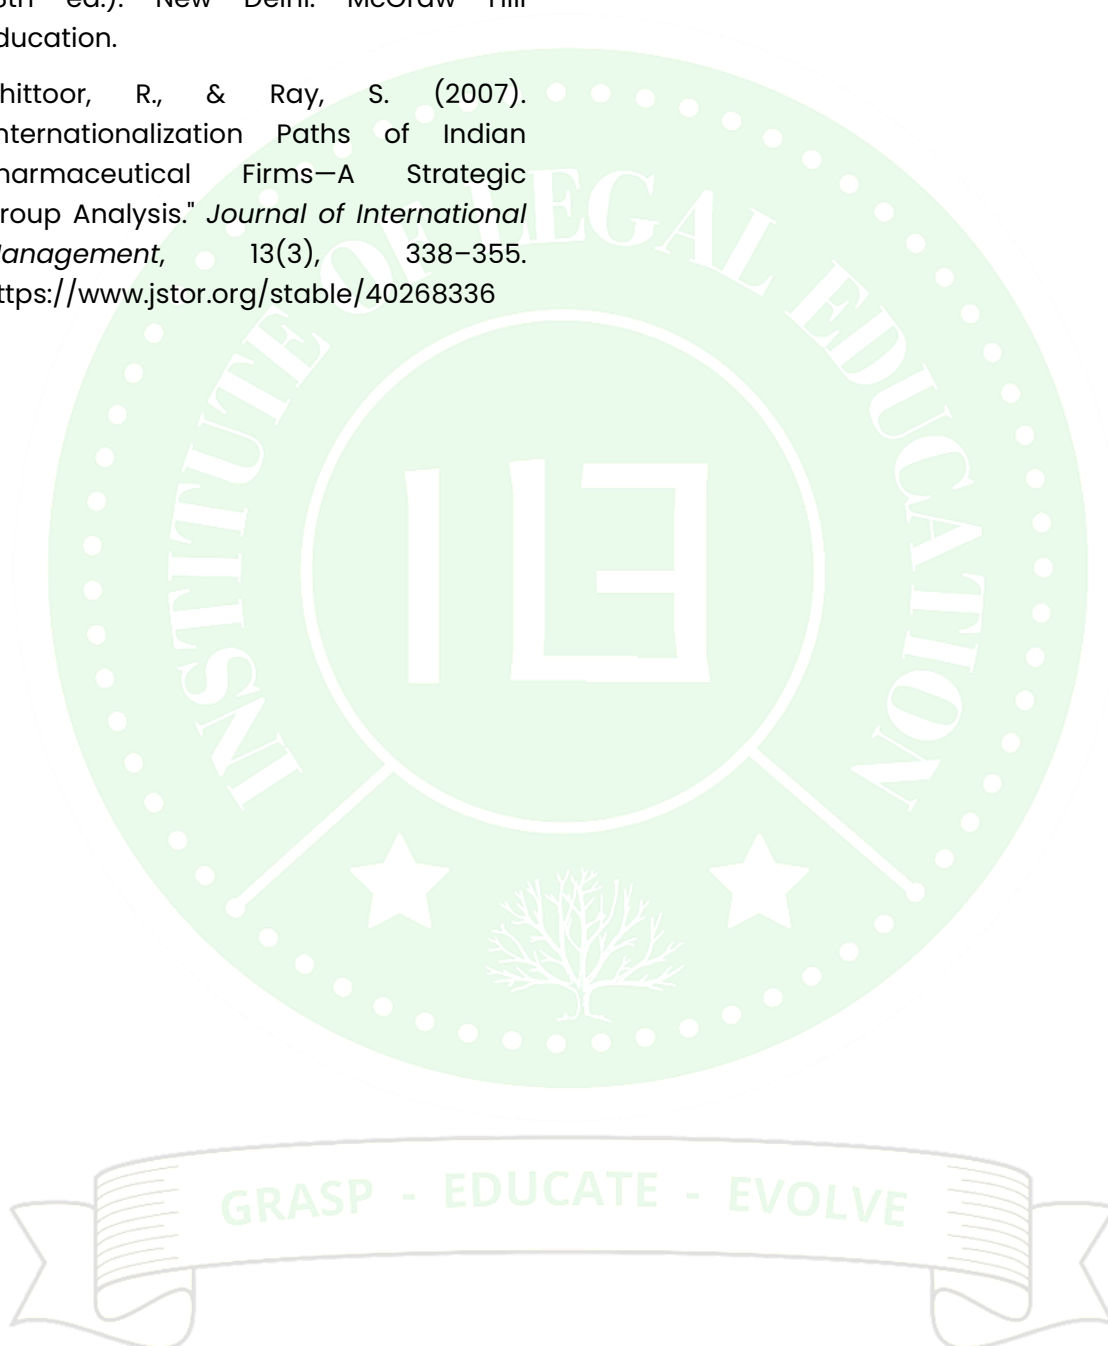 ed.). New Delhi: McGraw Hill
ducation.
hittoor, R., & Ray, S. (2007).
nternationalization Paths of Indian
harmaceutical Firms—A Strategic
roup Analysis." Journal of International
anagement, 13(3), 338–355.
ttps://www.jstor.org/stable/40268336
INSTITUTE OF LEGAL EDUCATION
ILE
GRASP - EDUCATE - EVOLVE